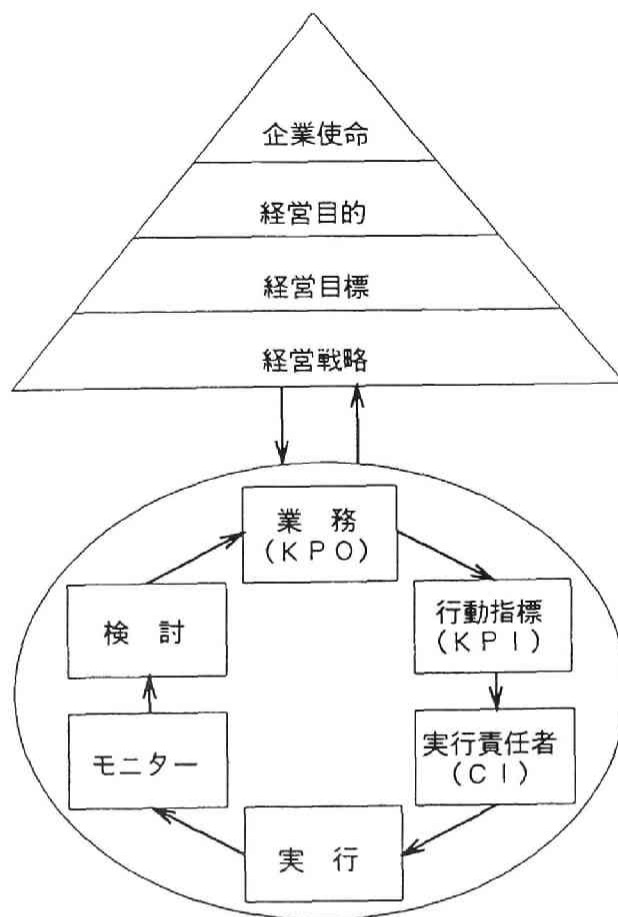 企業使命
経営目的
経営目標
経営戦略
業 務
(KPO)
行動指標
(KPI)
実行責任者
(CI)
実 行
モニター
検 討